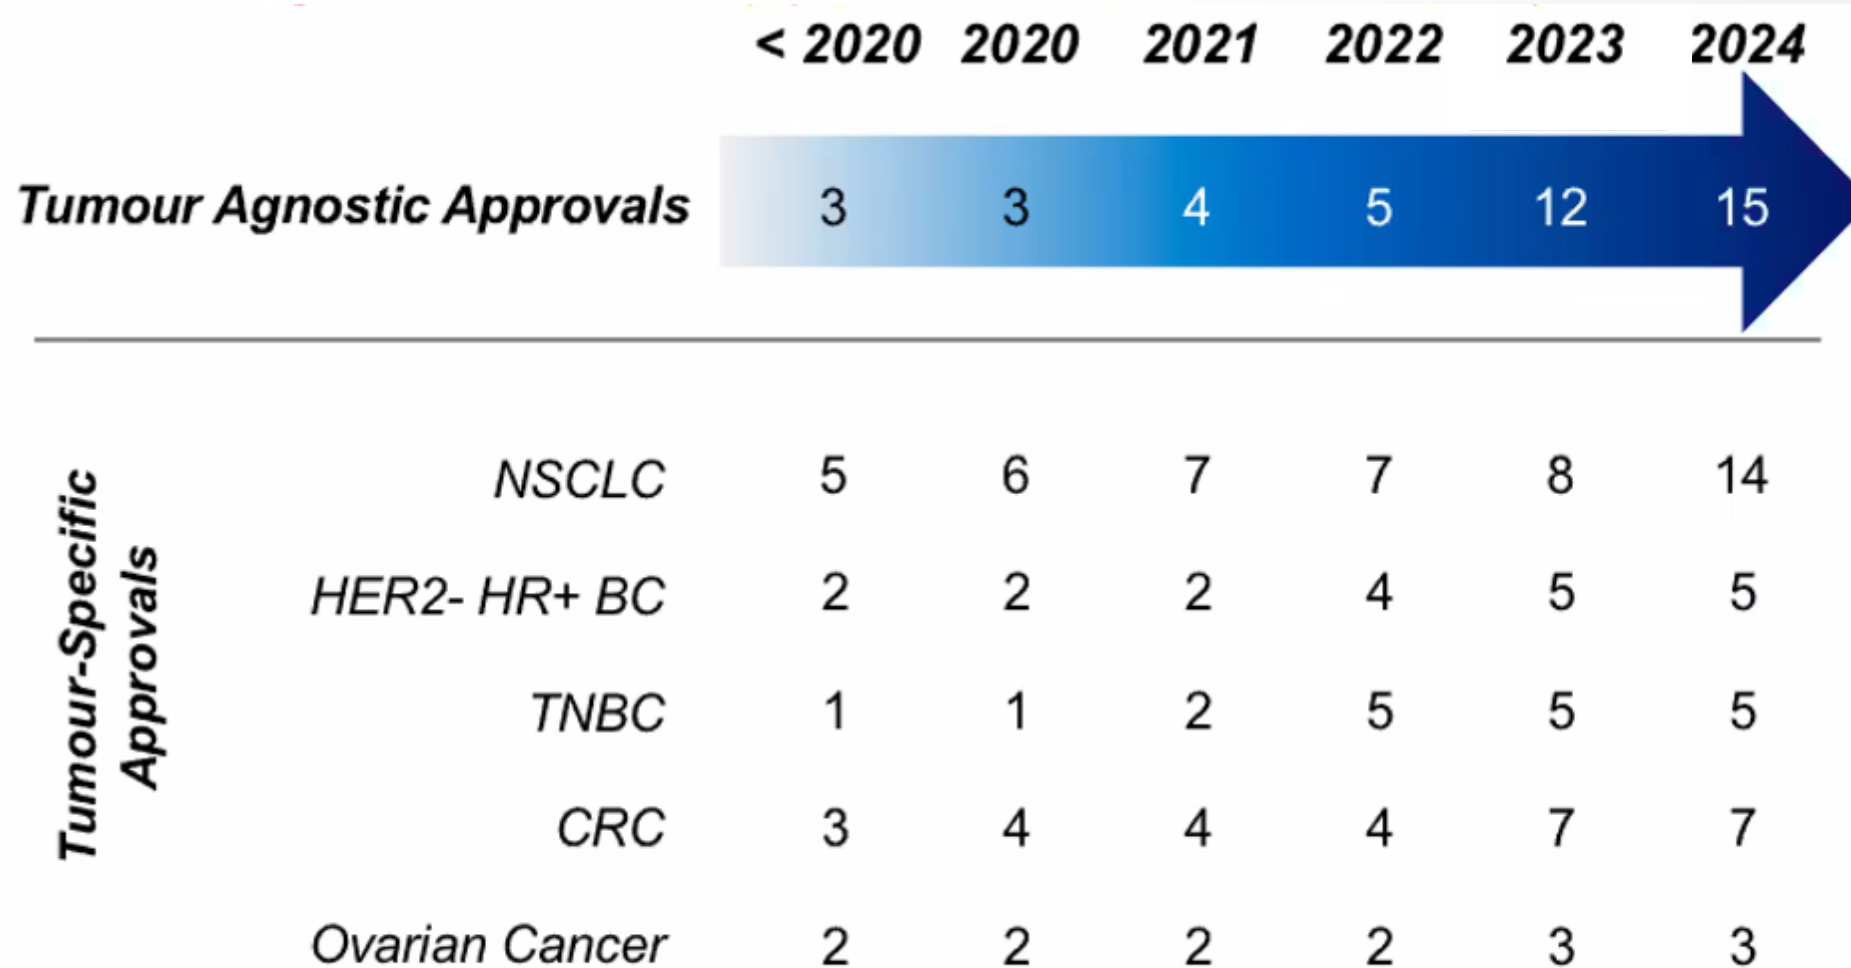 < 2020 2020 2021 2022 2023 2024
Tumour Agnostic Approvals 3 3 4 5 12 15
Tumour-Specific
Approvals
NSCLC 5 6 7 7 8 14
HER2- HR+ BC 2 2 2 4 5 5
TNBC 1 1 2 5 5 5
CRC 3 4 4 4 7 7
Ovarian Cancer 2 2 2 2 3 3